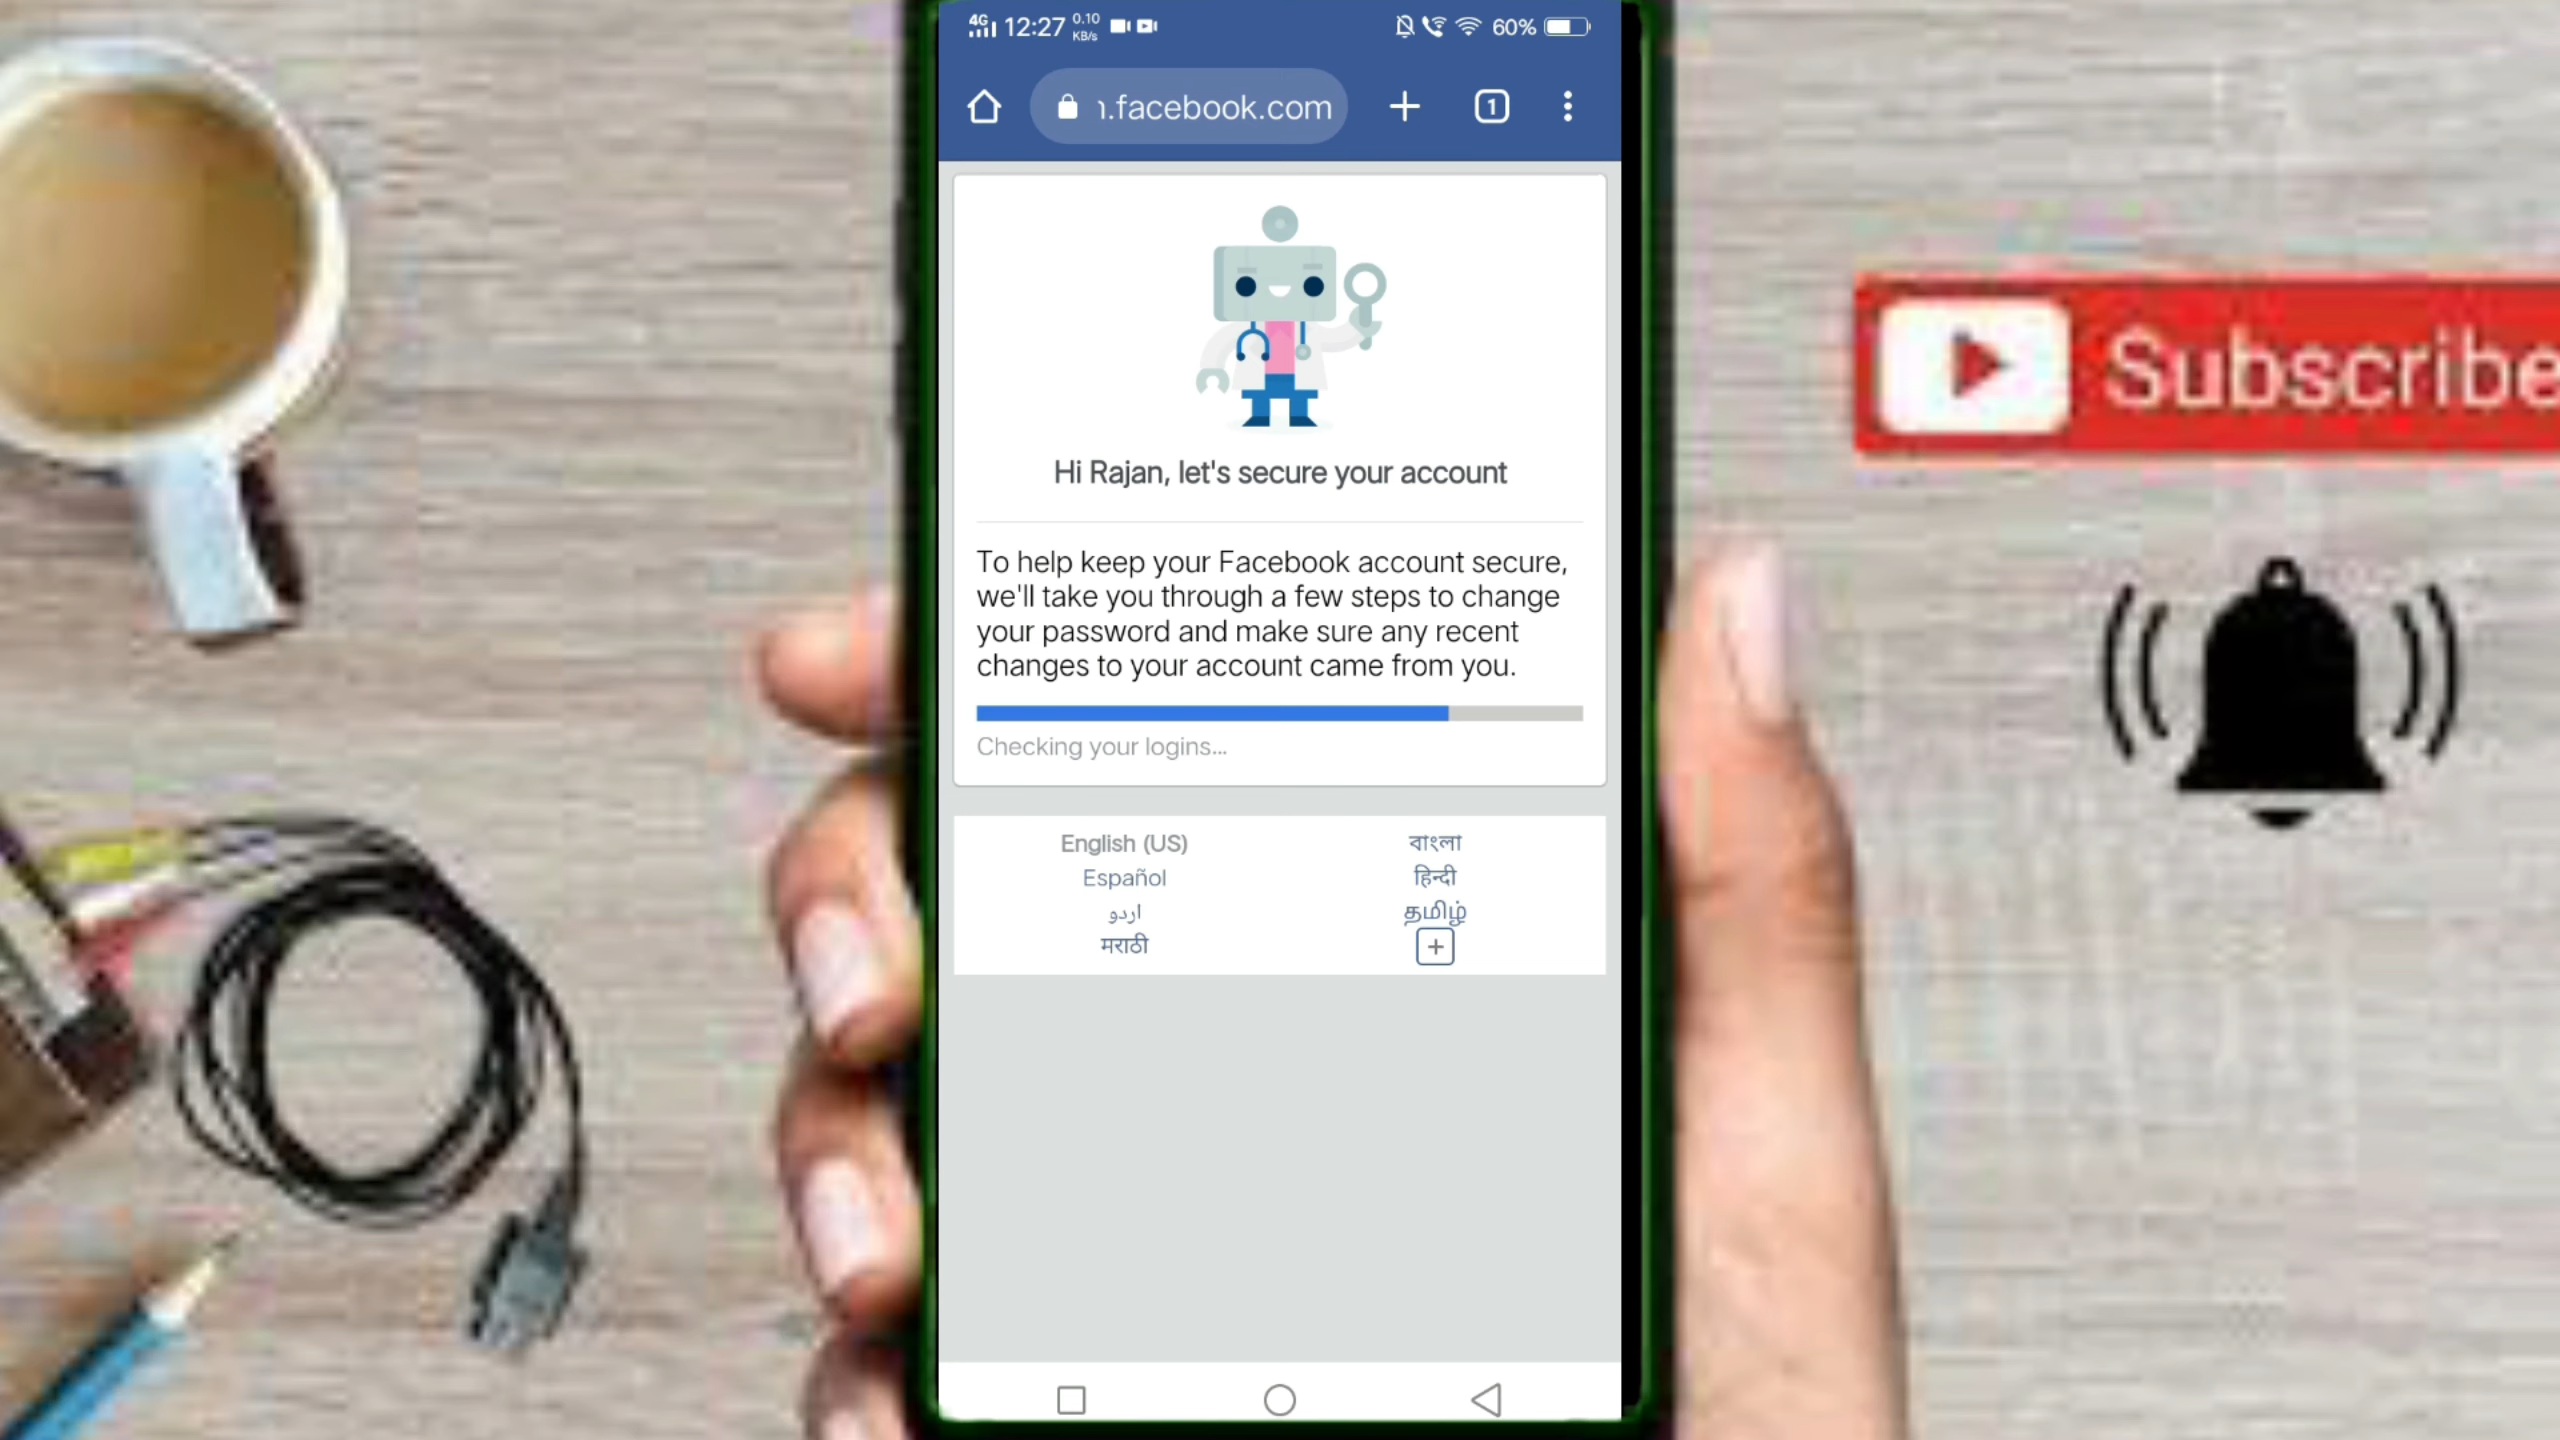 4G 12:27 0.10 KB/s 60%
.facebook.com 1
Subscribe
Hi Rajan, let's secure your account
To help keep your Facebook account secure,
we'll take you through a few steps to change
your password and make sure any recent
changes to your account came from you.
Checking your logins...
English (US) বাংলা
Español हिन्दी
اردو தமிழ்
मराठी